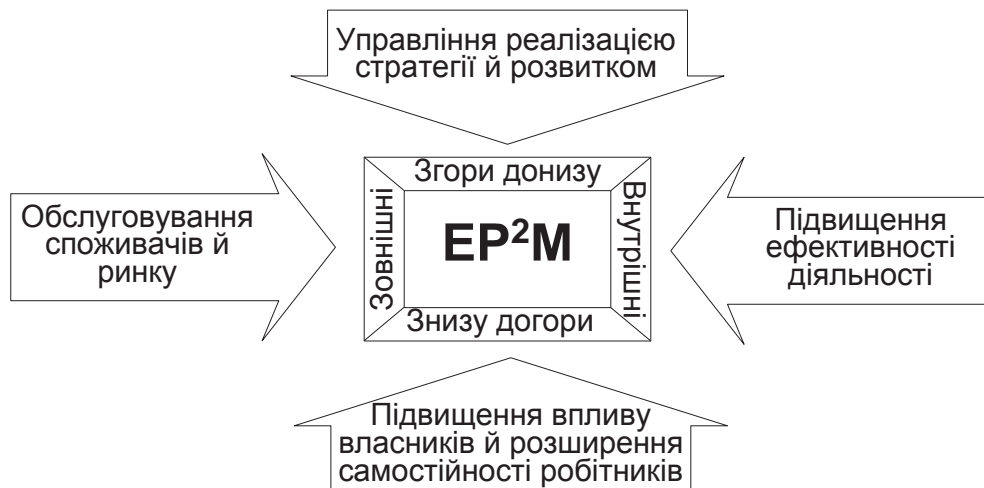 Управління реалізацією
стратегії й розвитком
Згори донизу
Обслуговування
споживачів й
ринку
Зовнішні
EP²M
Внутрішні
Підвищення
ефективності
діяльності
Знизу догори
Підвищення впливу
власників й розширення
самостійності робітників